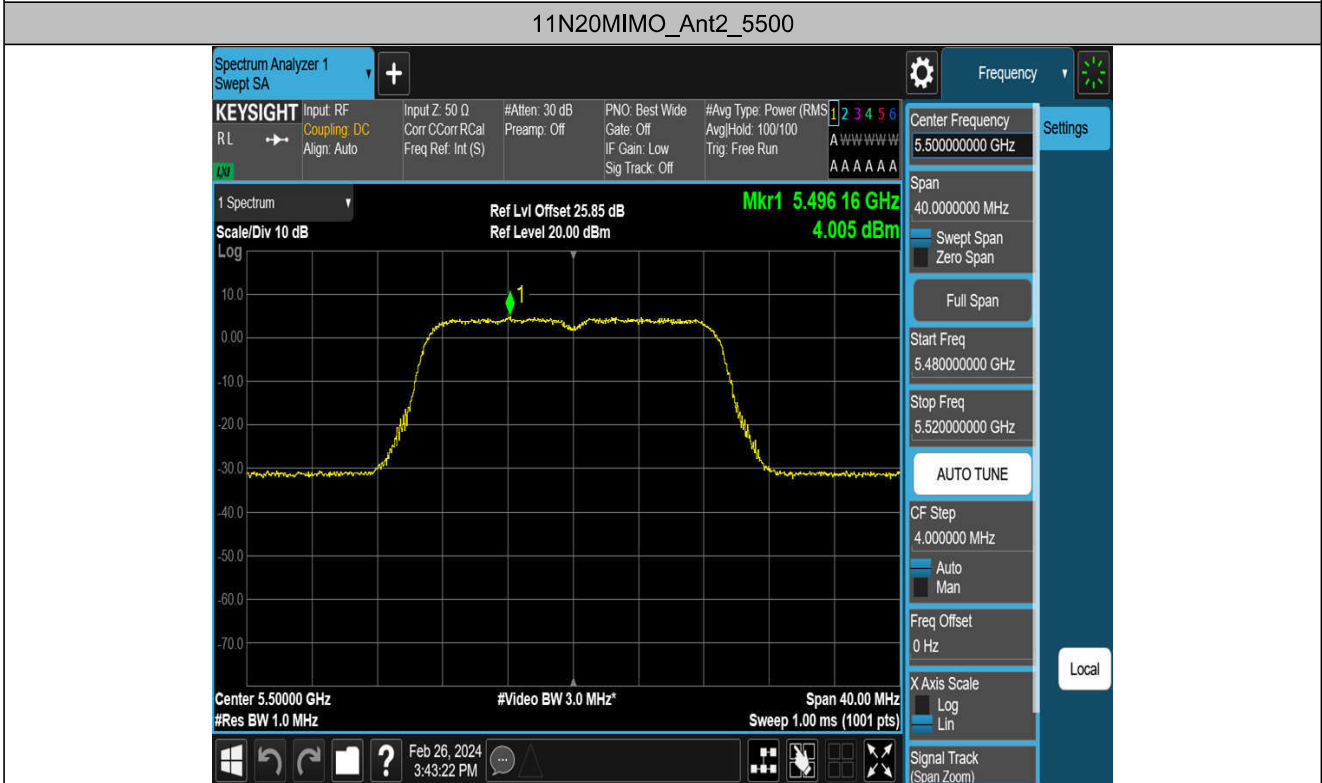 11N20MIMO_Ant2_5500
Spectrum Analyzer 1
Swept SA
+
Frequency
KEYSIGHT
RL
LXI
Input: RF
Coupling: DC
Align: Auto
Input Z: 50 Ω
Corr CCorr RCal
Freq Ref: Int (S)
#Atten: 30 dB
Preamp: Off
PNO: Best Wide
Gate: Off
IF Gain: Low
Sig Track: Off
#Avg Type: Power (RMS
Avg|Hold: 100/100
Trig: Free Run
1 2 3 4 5 6
A W W W W W
A A A A A A
Center Frequency
5.500000000 GHz
Settings
1 Spectrum
Scale/Div 10 dB
Log
Ref Lvl Offset 25.85 dB
Ref Level 20.00 dBm
Mkr1 5.496 16 GHz
4.005 dBm
Span
40.0000000 MHz
Swept Span
Zero Span
Full Span
Start Freq
5.480000000 GHz
Stop Freq
5.520000000 GHz
AUTO TUNE
CF Step
4.000000 MHz
Auto
Man
Freq Offset
0 Hz
X Axis Scale
Log
Lin
Signal Track
(Span Zoom)
Local
1
10.0
0.00
-10.0
-20.0
-30.0
-40.0
-50.0
-60.0
-70.0
Center 5.50000 GHz
#Res BW 1.0 MHz
#Video BW 3.0 MHz*
Span 40.00 MHz
Sweep 1.00 ms (1001 pts)
?
Feb 26, 2024
3:43:22 PM